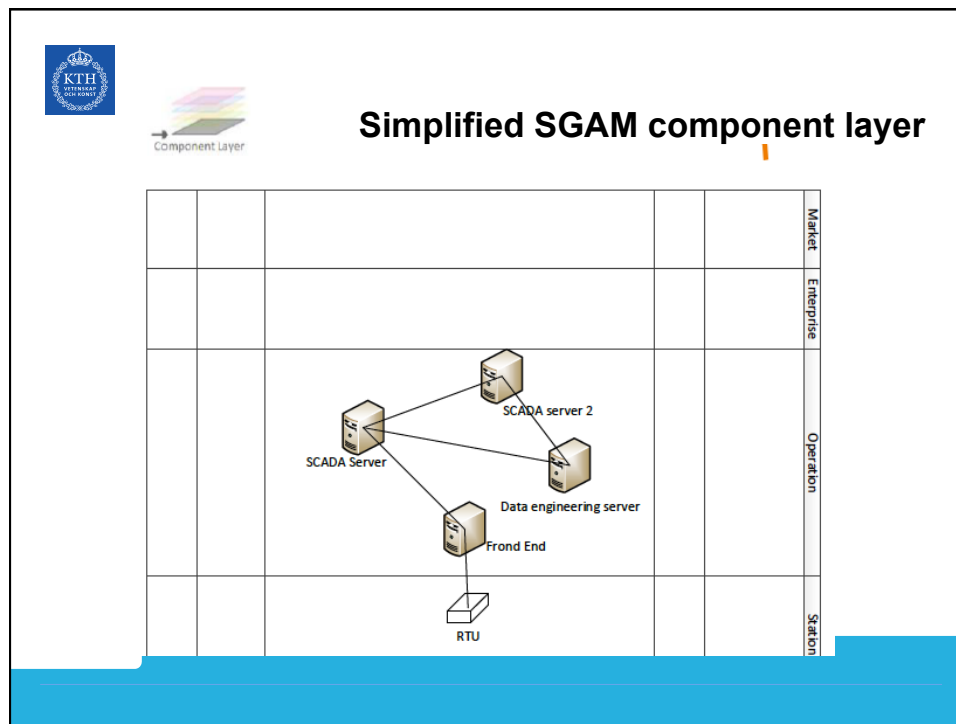 KTH
VETENSKAP
OCH KONST
Component Layer
Simplified SGAM component layer
Market
Enterprise
SCADA server 2
SCADA Server
Operation
Data engineering server
Frond End
Station
RTU